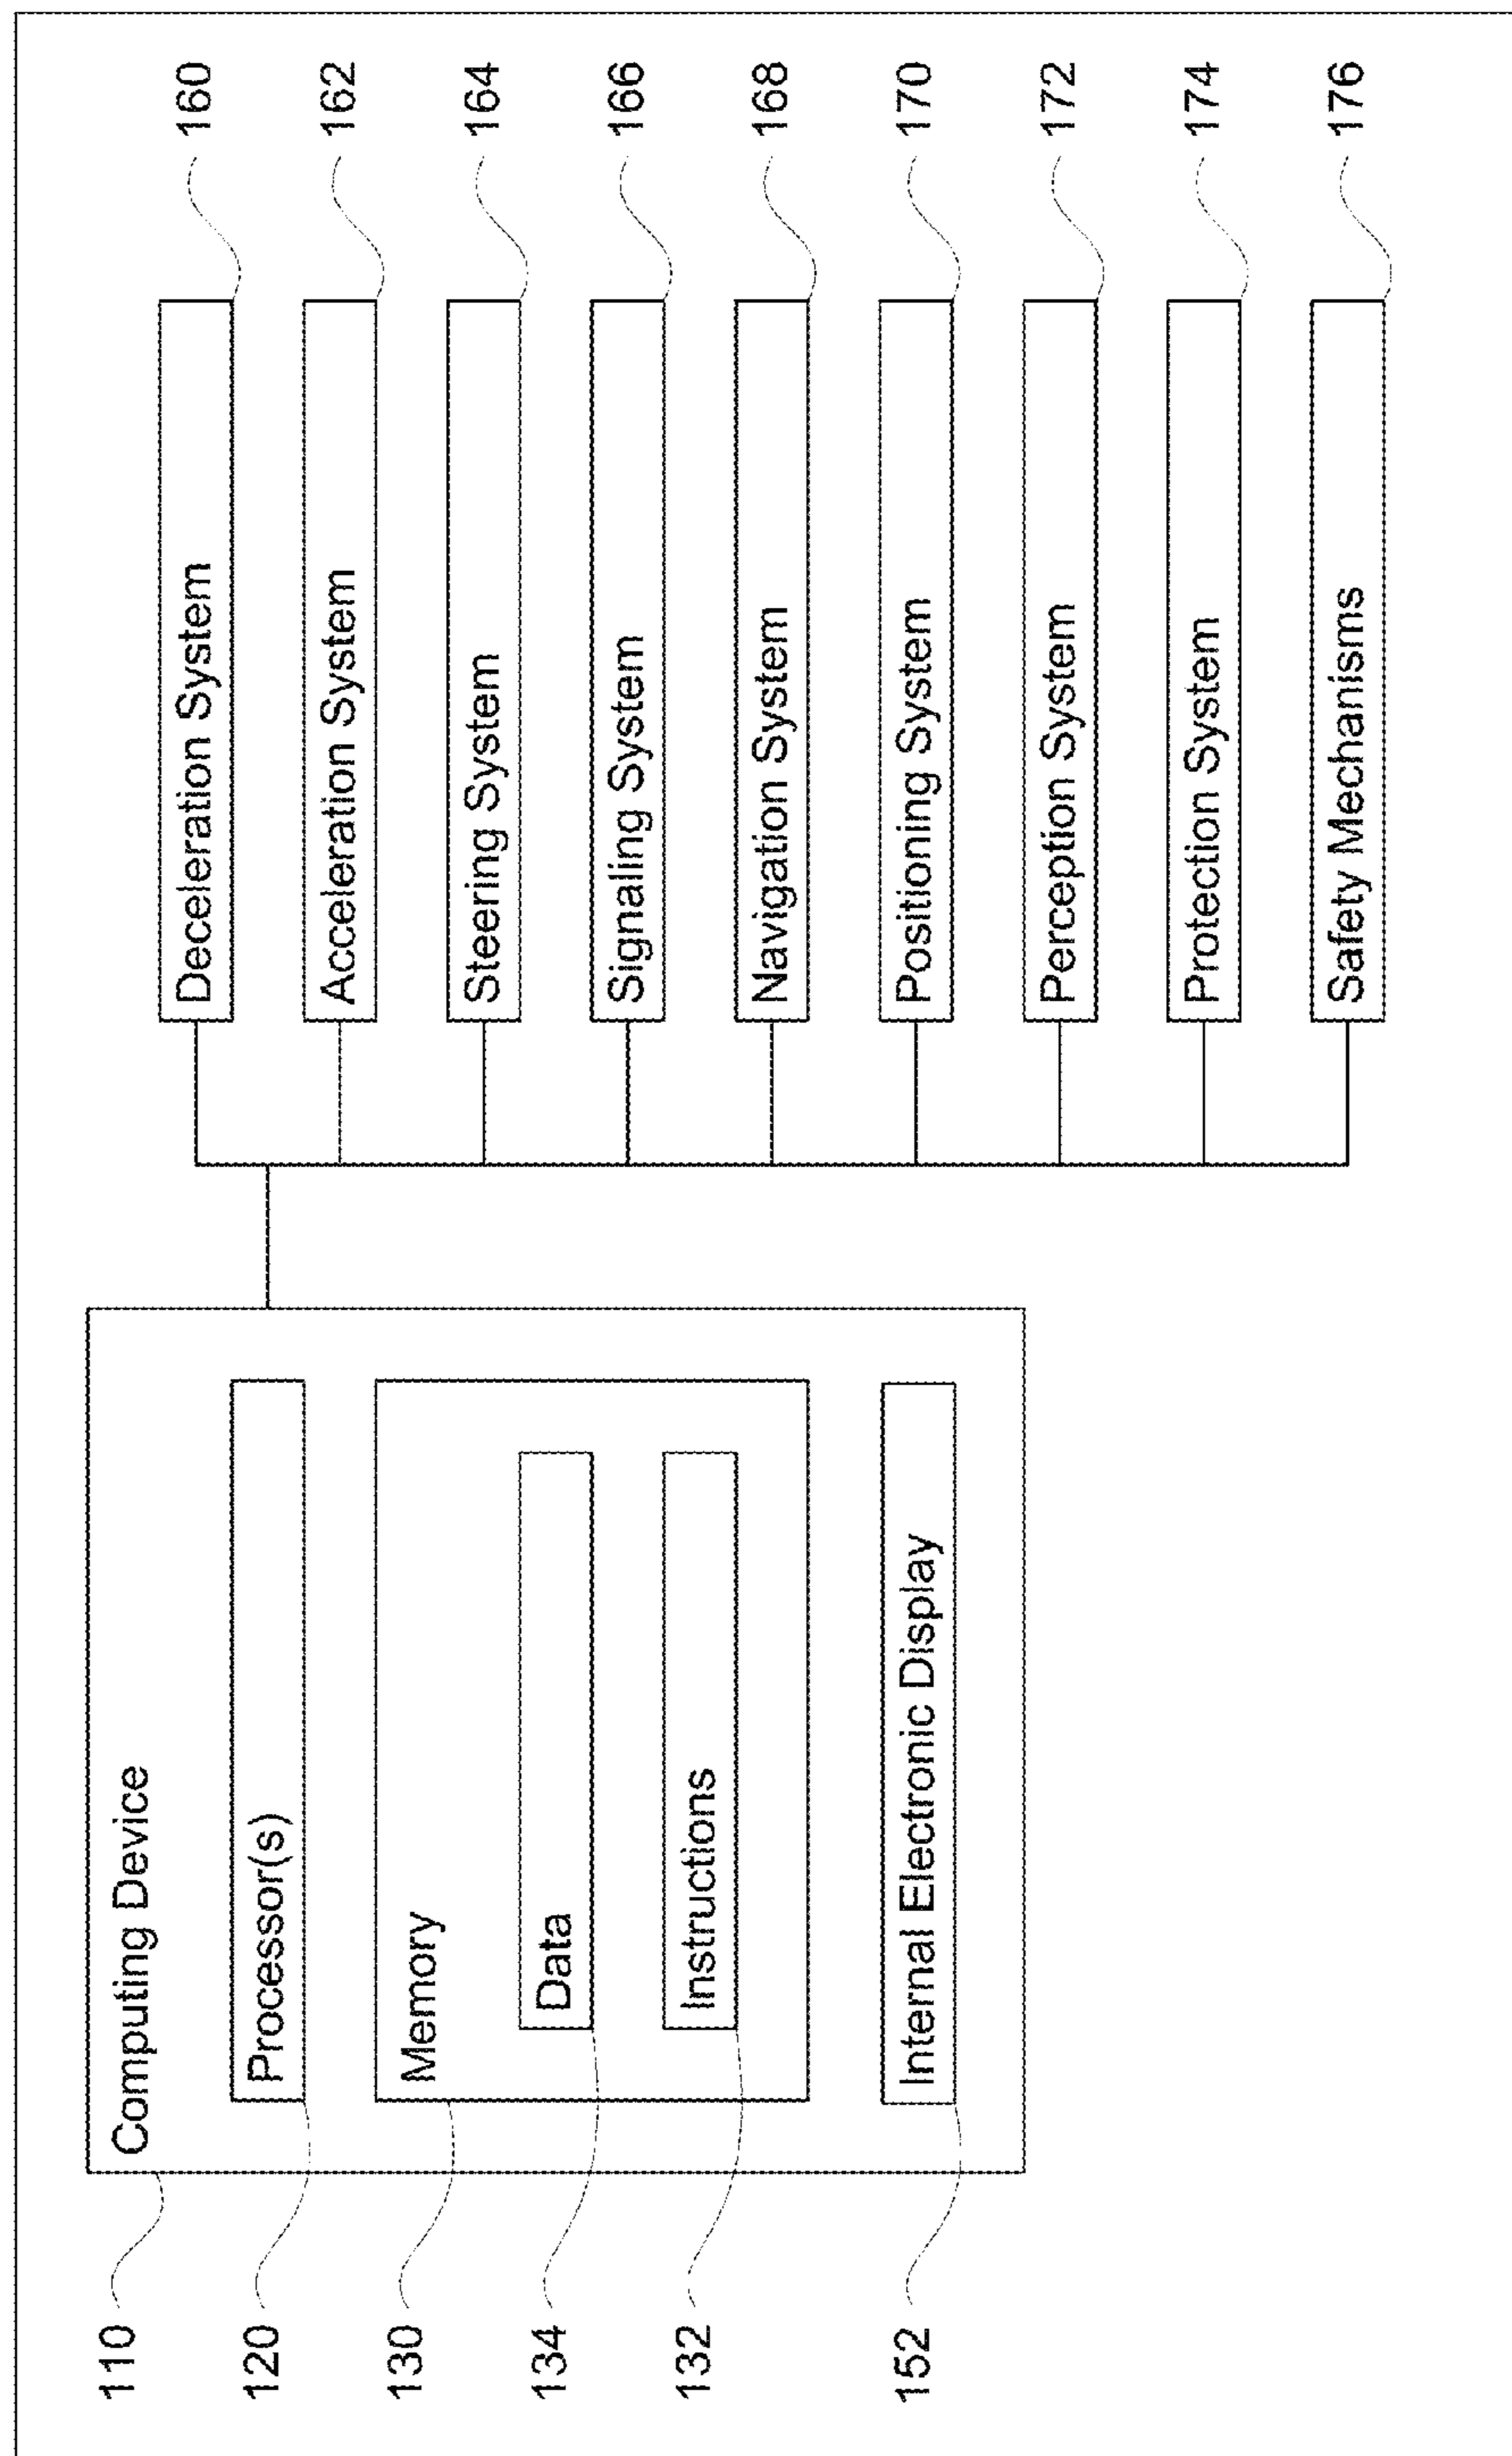 110
Computing Device
120
Processor(s)
130
Memory
134
Data
132
Instructions
152
Internal Electronic Display
Deceleration System
160
Acceleration System
162
Steering System
164
Signaling System
166
Navigation System
168
Positioning System
170
Perception System
172
Protection System
174
Safety Mechanisms
176